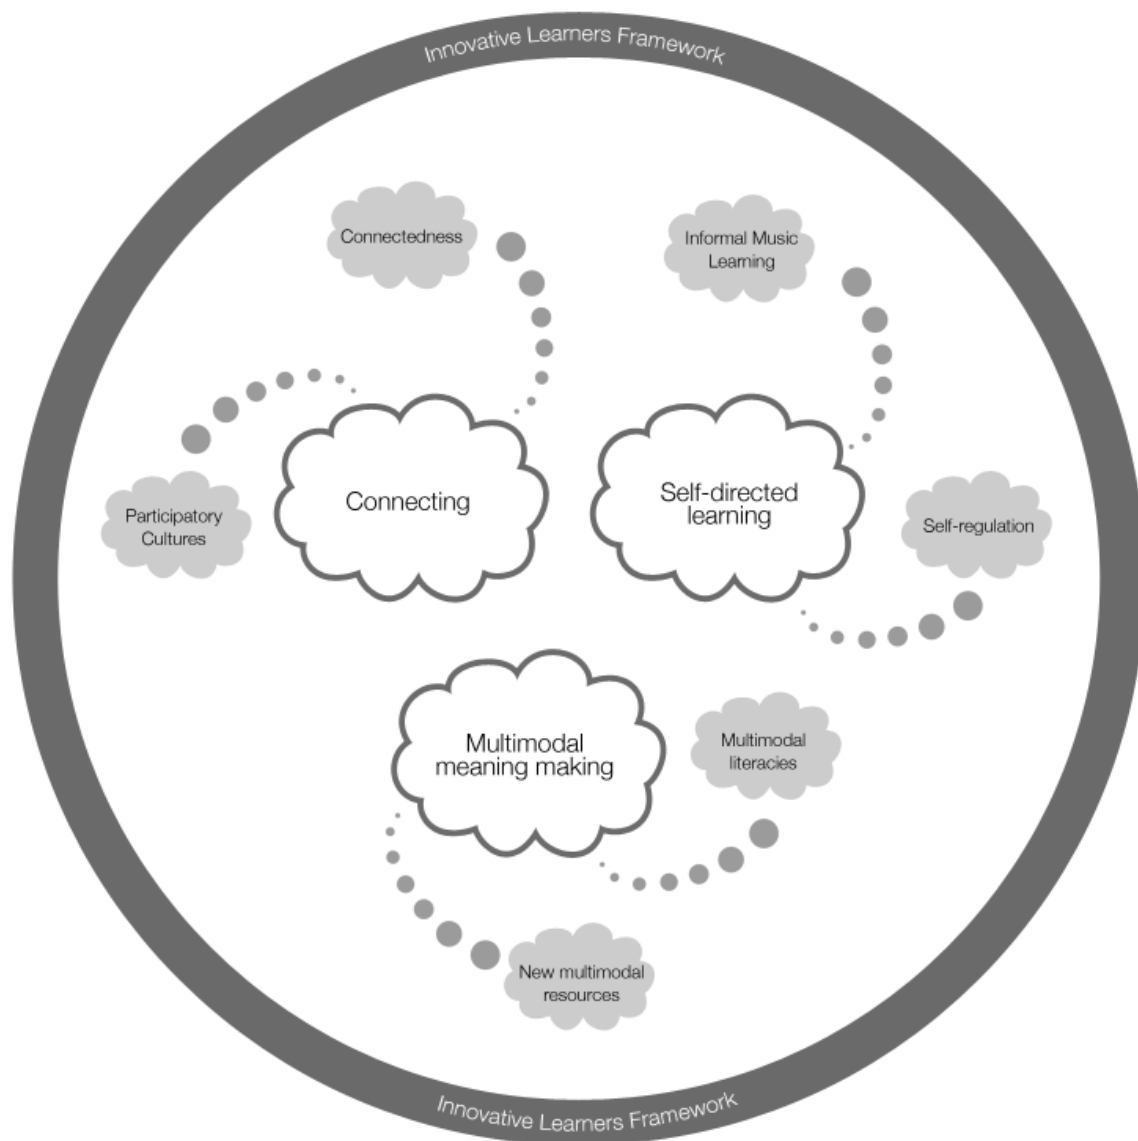 Innovative Learners Framework
Connectedness
Informal Music
Learning
Connecting
Self-directed
learning
Participatory
Cultures
Self-regulation
Multimodal
meaning making
Multimodal
literacies
New multimodal
resources
Innovative Learners Framework